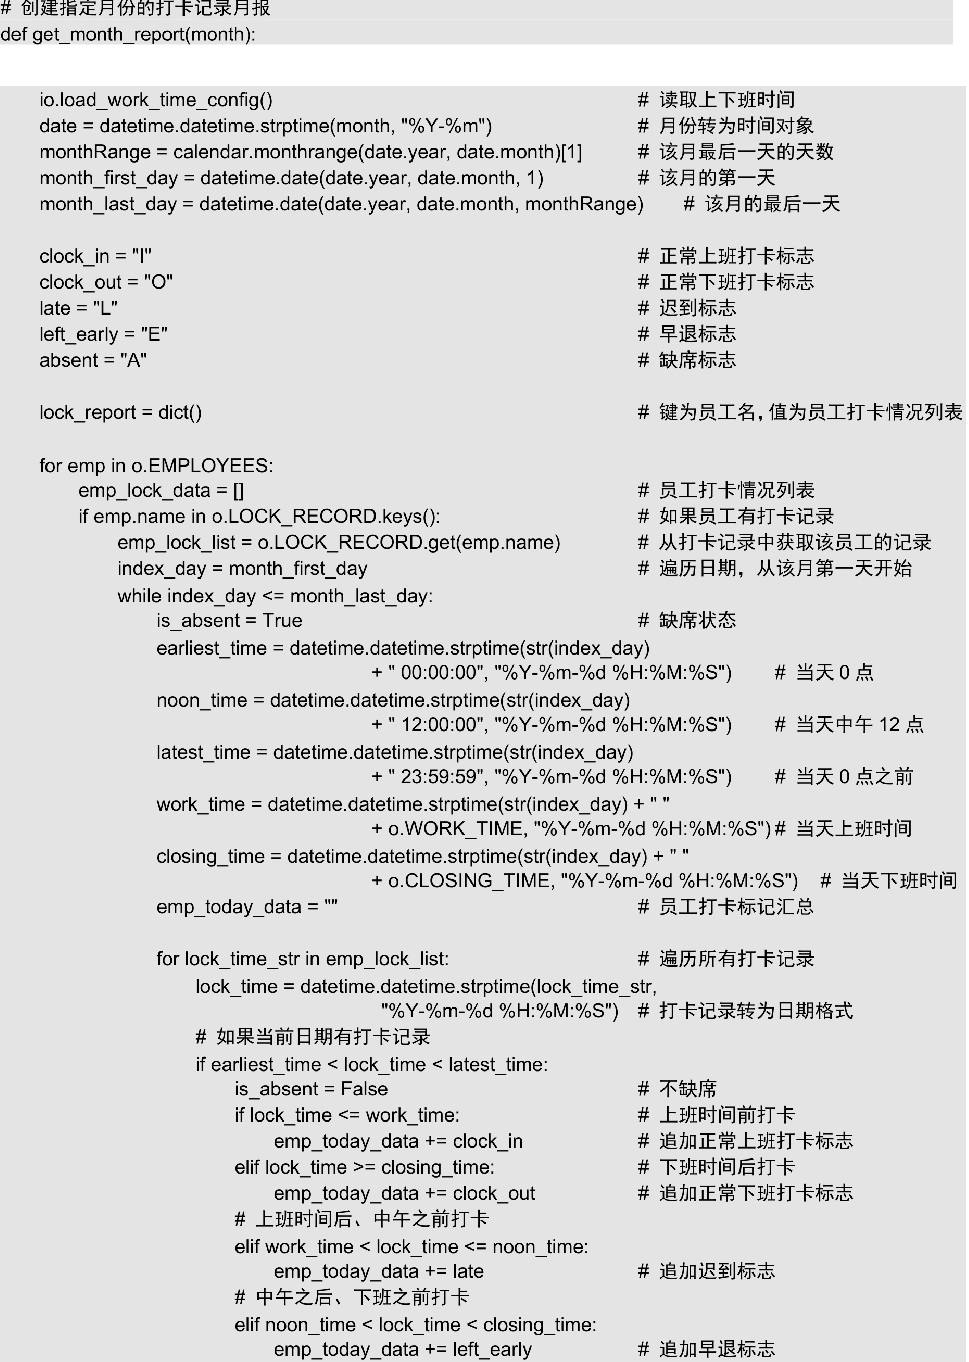 # 创建指定月份的打卡记录月报
def get_month_report(month):
io.load_work_time_config() # 读取上下班时间
date = datetime.datetime.strptime(month, "%Y-%m") # 月份转为时间对象
monthRange = calendar.monthrange(date.year, date.month)[1] # 该月最后一天的天数
month_first_day = datetime.date(date.year, date.month, 1) # 该月的第一天
month_last_day = datetime.date(date.year, date.month, monthRange) # 该月的最后一天
clock_in = "I" # 正常上班打卡标志
clock_out = "O" # 正常下班打卡标志
late = "L" # 迟到标志
left_early = "E" # 早退标志
absent = "A" # 缺席标志
lock_report = dict() # 键为员工名，值为员工打卡情况列表
for emp in o.EMPLOYEES:
emp_lock_data = [] # 员工打卡情况列表
if emp.name in o.LOCK_RECORD.keys(): # 如果员工有打卡记录
emp_lock_list = o.LOCK_RECORD.get(emp.name) # 从打卡记录中获取该员工的记录
index_day = month_first_day # 遍历日期，从该月第一天开始
while index_day <= month_last_day:
is_absent = True # 缺席状态
earliest_time = datetime.datetime.strptime(str(index_day)
+ " 00:00:00", "%Y-%m-%d %H:%M:%S") # 当天 0 点
noon_time = datetime.datetime.strptime(str(index_day)
+ " 12:00:00", "%Y-%m-%d %H:%M:%S") # 当天中午 12 点
latest_time = datetime.datetime.strptime(str(index_day)
+ " 23:59:59", "%Y-%m-%d %H:%M:%S") # 当天 0 点之前
work_time = datetime.datetime.strptime(str(index_day) + " "
+ o.WORK_TIME, "%Y-%m-%d %H:%M:%S") # 当天上班时间
closing_time = datetime.datetime.strptime(str(index_day) + " "
+ o.CLOSING_TIME, "%Y-%m-%d %H:%M:%S") # 当天下班时间
emp_today_data = "" # 员工打卡标记汇总
for lock_time_str in emp_lock_list: # 遍历所有打卡记录
lock_time = datetime.datetime.strptime(lock_time_str,
"%Y-%m-%d %H:%M:%S") # 打卡记录转为日期格式
# 如果当前日期有打卡记录
if earliest_time < lock_time < latest_time:
is_absent = False # 不缺席
if lock_time <= work_time: # 上班时间前打卡
emp_today_data += clock_in # 追加正常上班打卡标志
elif lock_time >= closing_time: # 下班时间后打卡
emp_today_data += clock_out # 追加正常下班打卡标志
# 上班时间后、中午之前打卡
elif work_time < lock_time <= noon_time:
emp_today_data += late # 追加迟到标志
# 中午之后、下班之前打卡
elif noon_time < lock_time < closing_time:
emp_today_data += left_early # 追加早退标志